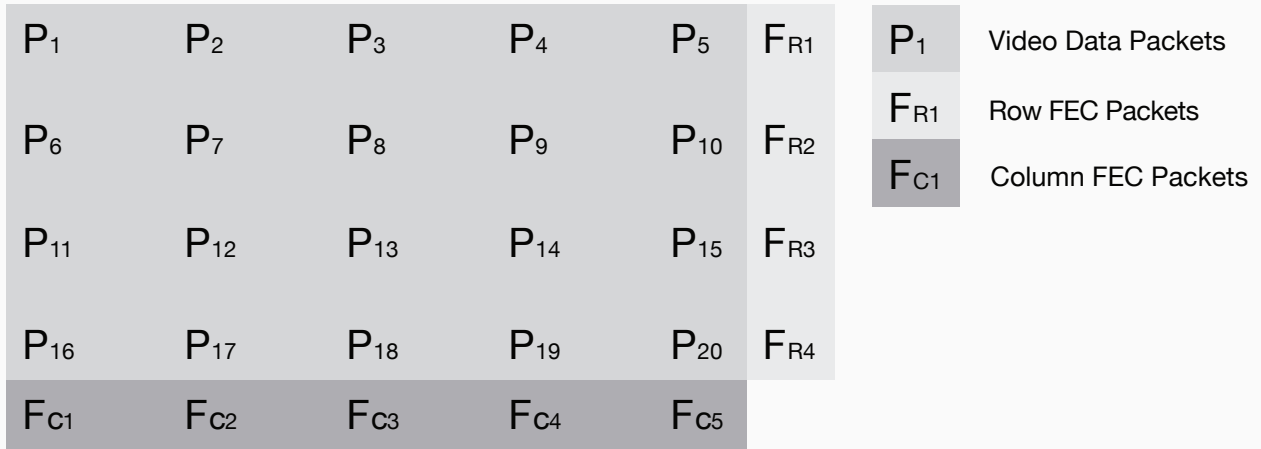 P1 P2 P3 P4 P5 FR1
P6 P7 P8 P9 P10 FR2
P11 P12 P13 P14 P15 FR3
P16 P17 P18 P19 P20 FR4
FC1 FC2 FC3 FC4 FC5
P1 Video Data Packets
FR1 Row FEC Packets
FC1 Column FEC Packets